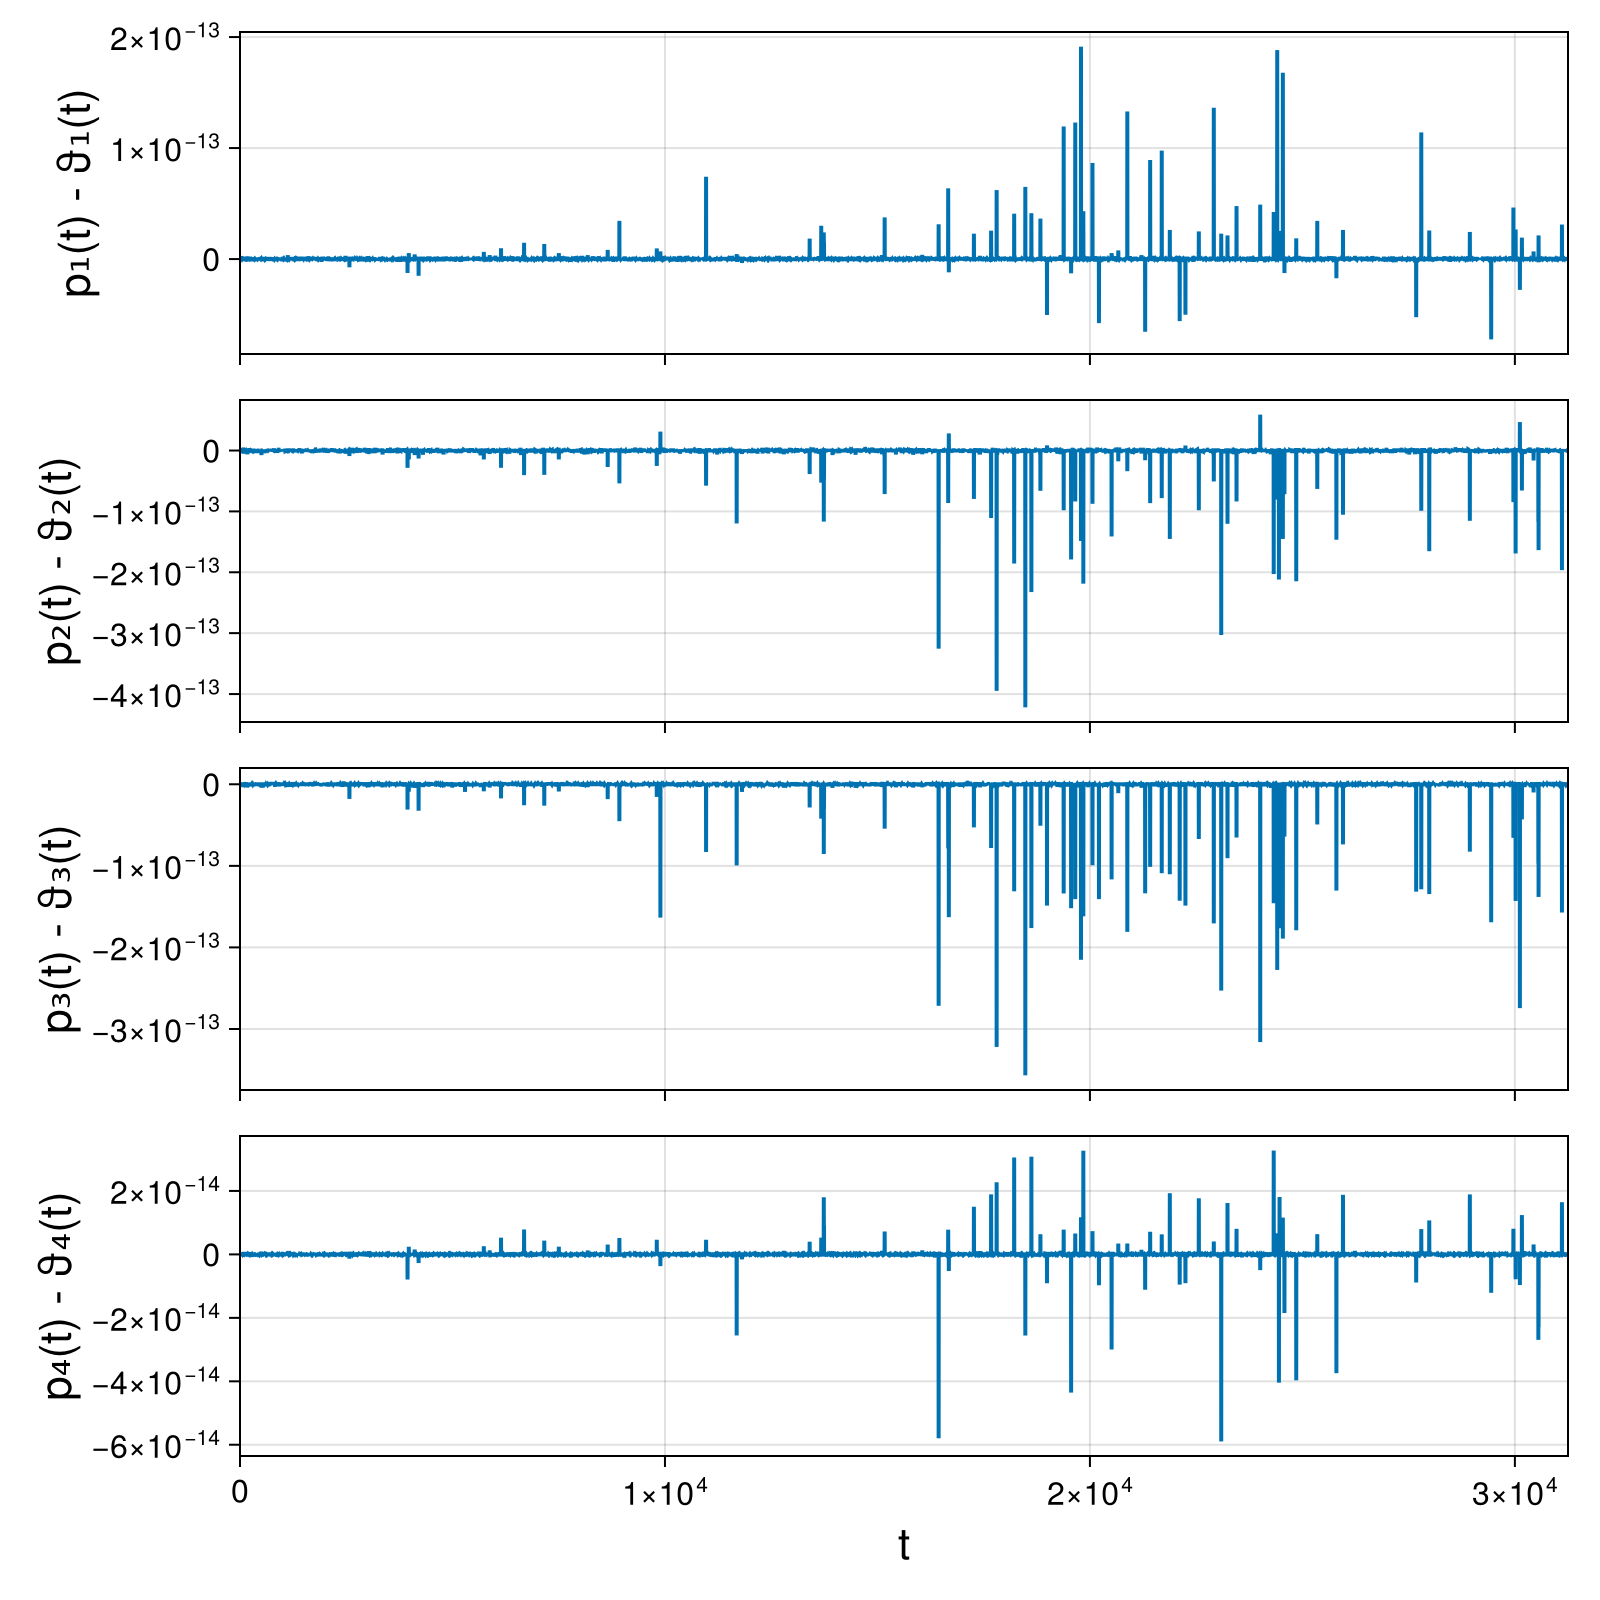 2×10⁻¹³
1×10⁻¹³
0
p₁(t) - ϑ₁(t)
0
−1×10⁻¹³
−2×10⁻¹³
−3×10⁻¹³
−4×10⁻¹³
p₂(t) - ϑ₂(t)
0
−1×10⁻¹³
−2×10⁻¹³
−3×10⁻¹³
p₃(t) - ϑ₃(t)
2×10⁻¹⁴
0
−2×10⁻¹⁴
−4×10⁻¹⁴
−6×10⁻¹⁴
p₄(t) - ϑ₄(t)
0 1×10⁴ 2×10⁴ 3×10⁴
t